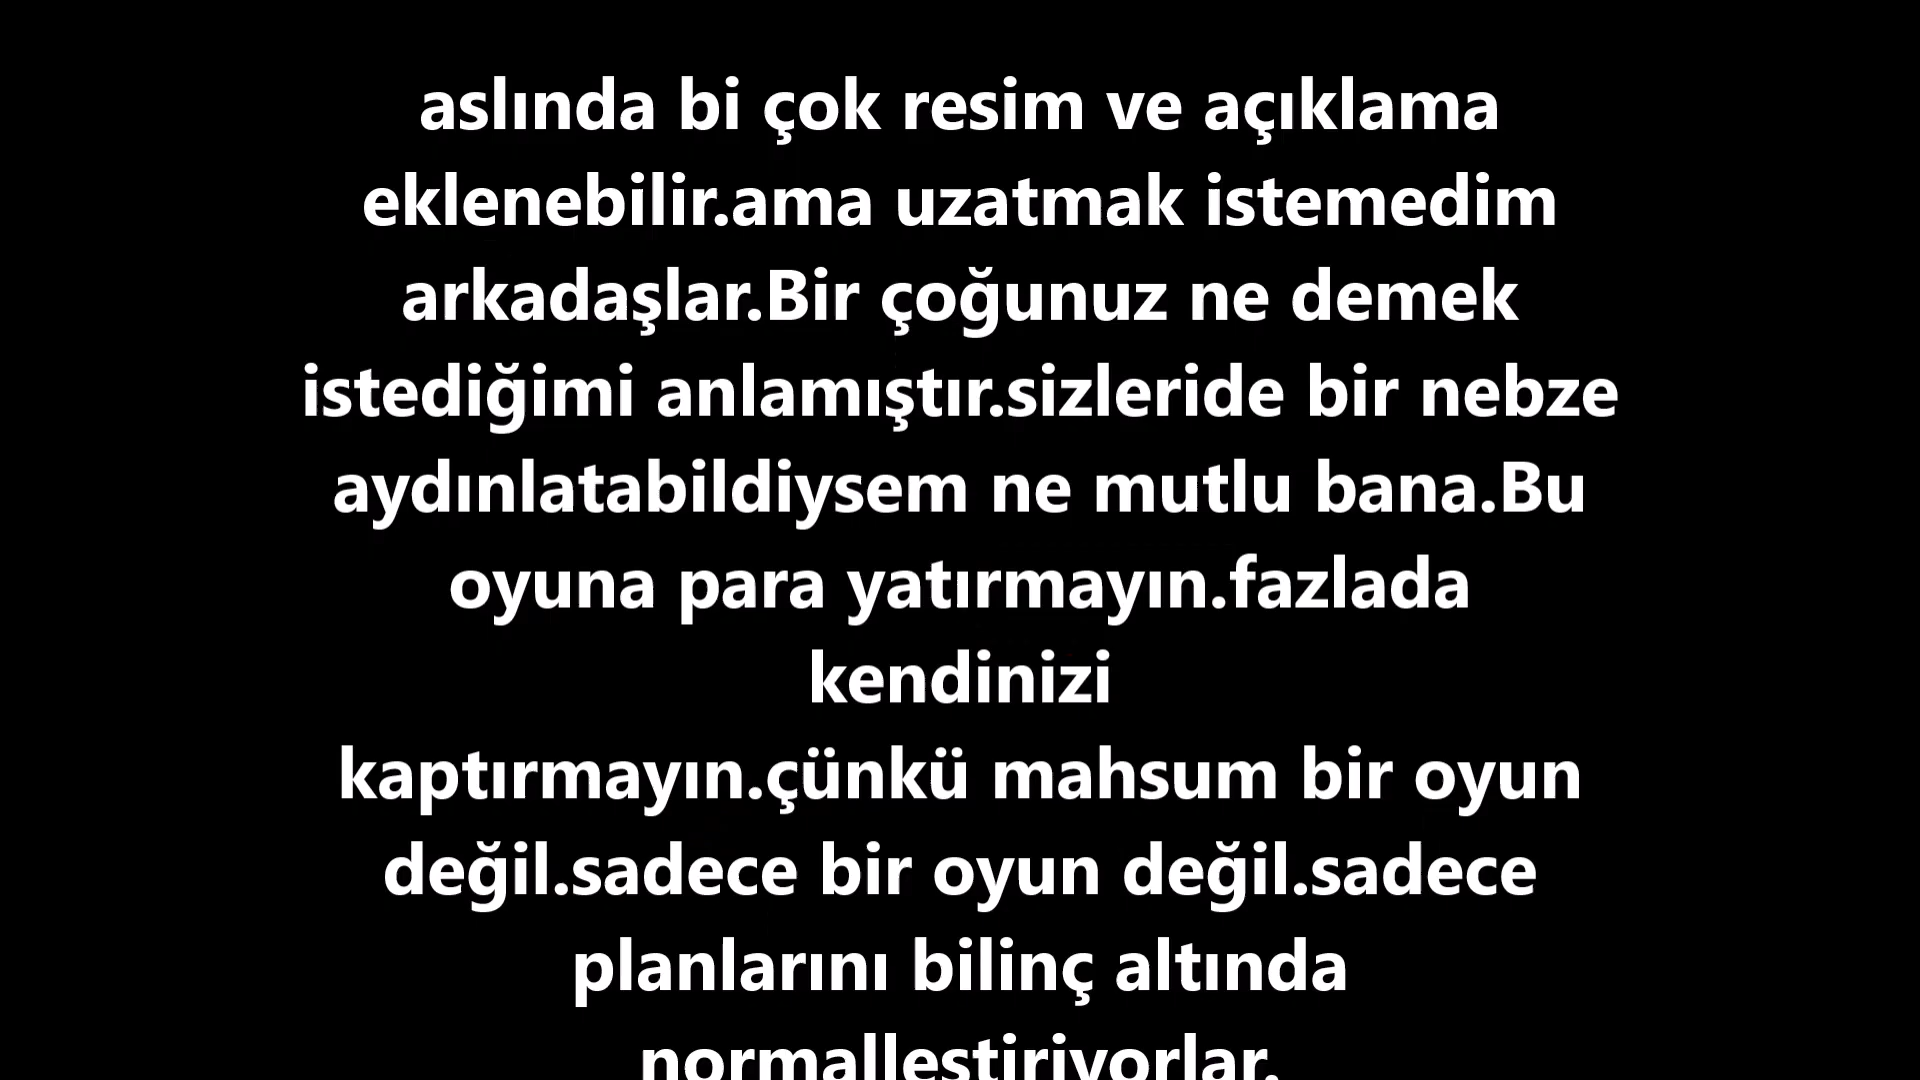 aslında bi çok resim ve açıklama
eklenebilir.ama uzatmak istemedim
arkadaşlar.Bir çoğunuz ne demek
istediğimi anlamıştır.sizleride bir nebze
aydınlatabildiysem ne mutlu bana.Bu
oyuna para yatırmayın.fazlada
kendinizi
kaptırmayın.çünkü mahsum bir oyun
değil.sadece bir oyun değil.sadece
planlarını bilinç altında
normalleştiriyorlar.